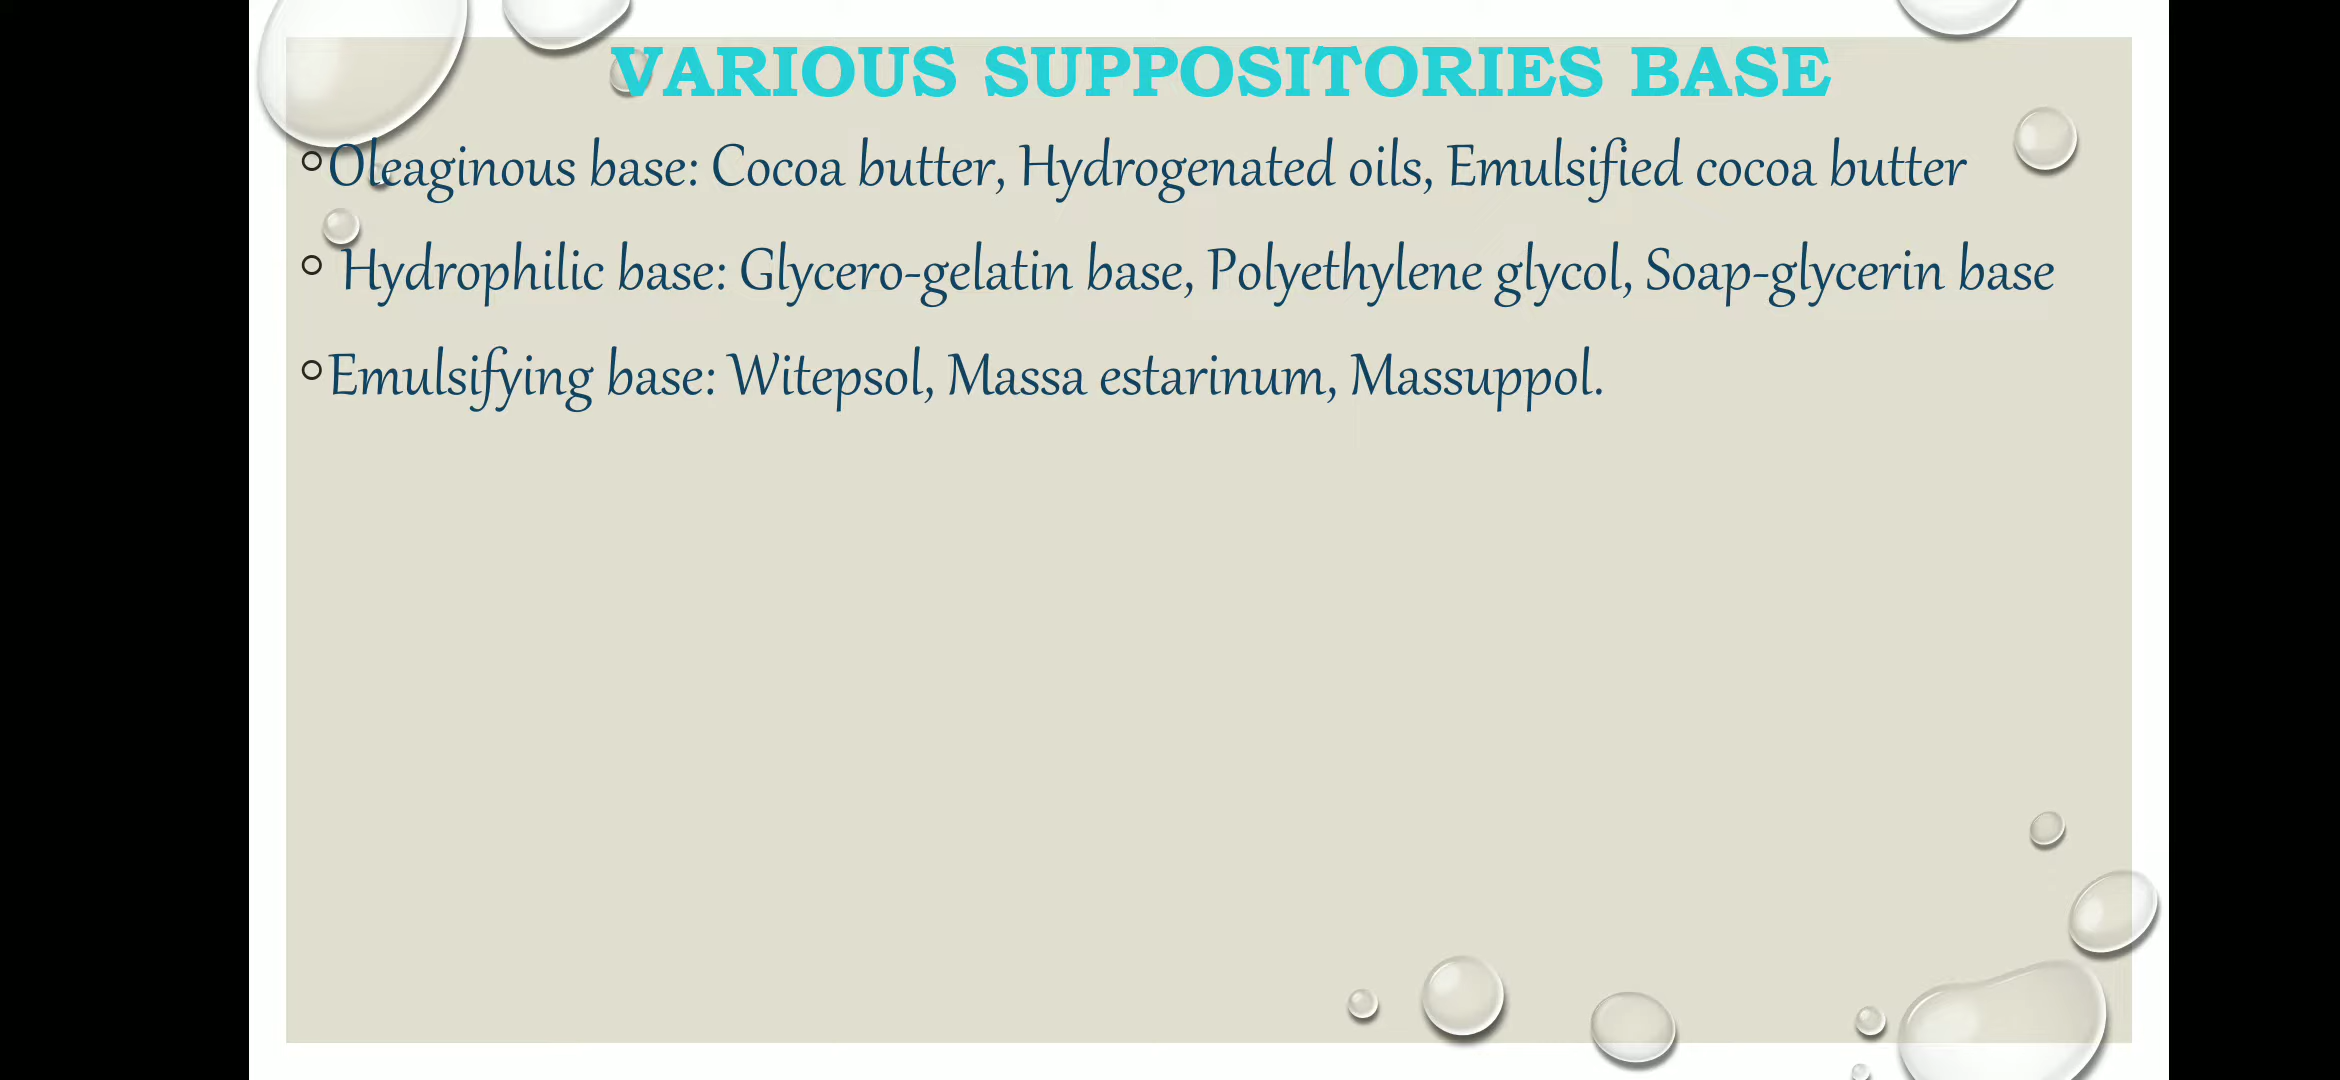 VARIOUS SUPPOSITORIES BASE
Oleaginous base: Cocoa butter, Hydrogenated oils, Emulsified cocoa butter
Hydrophilic base: Glycero-gelatin base, Polyethylene glycol, Soap-glycerin base
Emulsifying base: Witepsol, Massa estarinum, Massuppol.